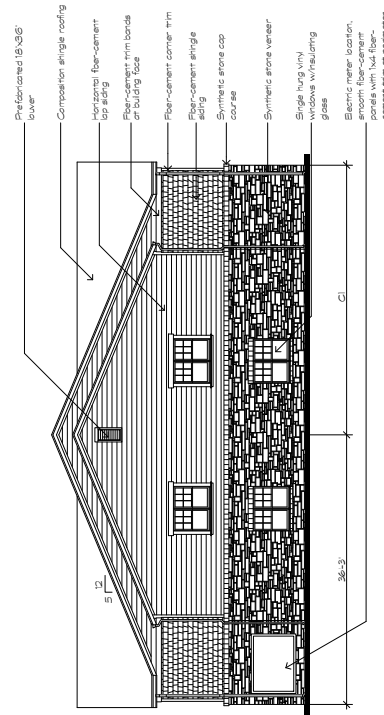 Prefabricated 18"x36"
louver
Composition shingle roofing
Horizontal fiber-cement
lap siding
Fiber-cement trim bands
at building face
Fiber-cement corner trim
Fiber-cement shingle
siding
Synthetic stone cap
course
Synthetic stone veneer
Single hung vinyl
windows w/insulating
glass
Electric meter location,
smooth fiber-cement
panels with 1x4 fiber-
12
5
36'-3"
C1